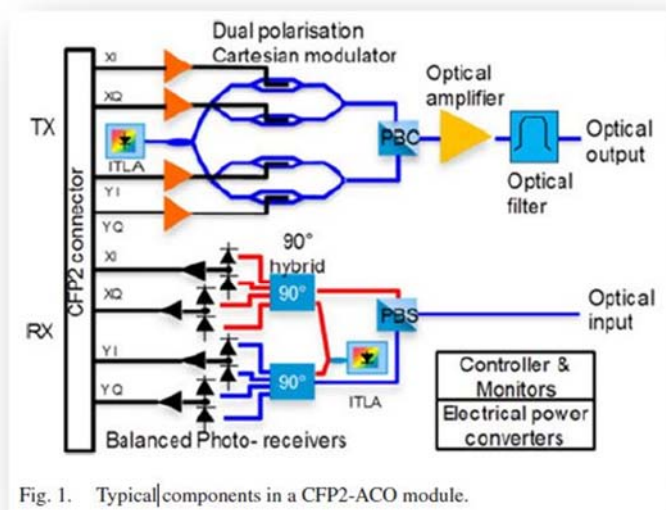 Dual polarisation
Cartesian modulator
XI
XQ
TX
ITLA
YI
YQ
Optical
amplifier
PBC
Optical
output
Optical
filter
CFP2 connector
XI
90°
hybrid
XQ
90°
RX
PBS
Optical
input
YI
90°
ITLA
YQ
Balanced Photo- receivers
Controller &
Monitors
Electrical power
converters
Fig. 1. Typical components in a CFP2-ACO module.